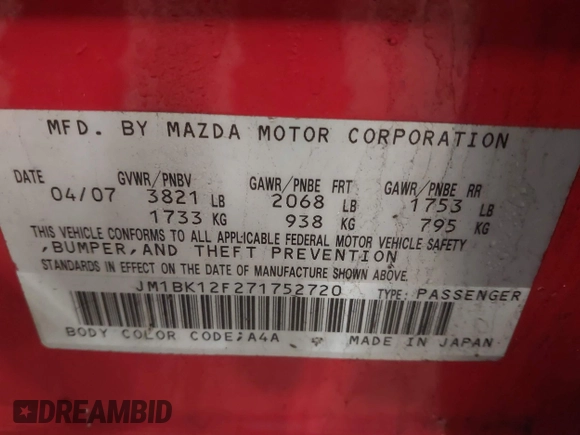 MFD. BY MAZDA MOTOR CORPORATION
DATE GVWR/PNBV GAWR/PNBE FRT GAWR/PNBE RR
04/07 3821 LB 2068 LB 1753 LB
1733 KG 938 KG 795 KG
THIS VEHICLE CONFORMS TO ALL APPLICABLE FEDERAL MOTOR VEHICLE SAFETY
,BUMPER,AND THEFT PREVENTION
STANDARDS IN EFFECT ON THE DATE OF MANUFACTURE SHOWN ABOVE.
JM1BK12F271752720 TYPE: PASSENGER
BODY COLOR CODE;A4A MADE IN JAPAN
DREAMBID